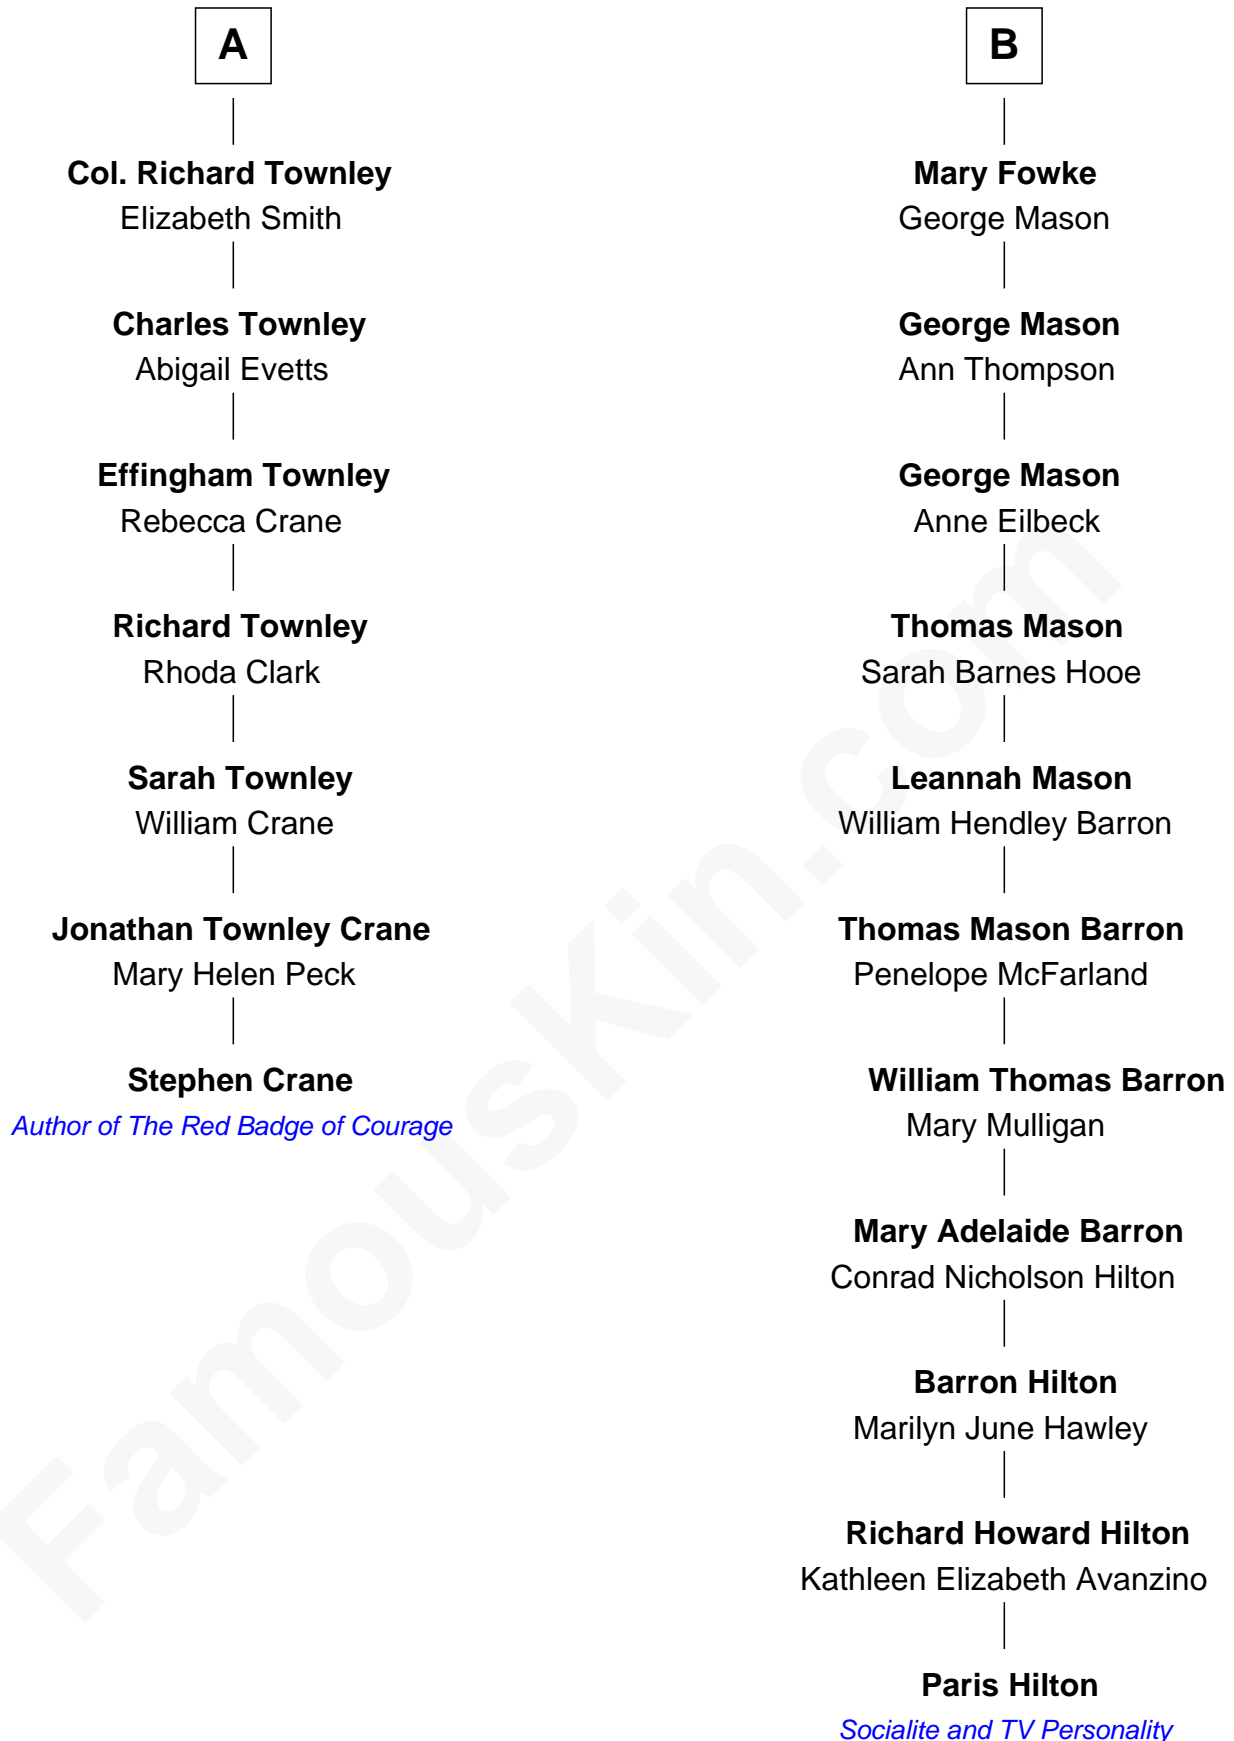 A
Col. Richard Townley
Elizabeth Smith
Charles Townley
Abigail Evetts
Effingham Townley
Rebecca Crane
Richard Townley
Rhoda Clark
Sarah Townley
William Crane
Jonathan Townley Crane
Mary Helen Peck
Stephen Crane
Author of The Red Badge of Courage
B
Mary Fowke
George Mason
George Mason
Ann Thompson
George Mason
Anne Eilbeck
Thomas Mason
Sarah Barnes Hooe
Leannah Mason
William Hendley Barron
Thomas Mason Barron
Penelope McFarland
William Thomas Barron
Mary Mulligan
Mary Adelaide Barron
Conrad Nicholson Hilton
Barron Hilton
Marilyn June Hawley
Richard Howard Hilton
Kathleen Elizabeth Avanzino
Paris Hilton
Socialite and TV Personality
FamousKin.com